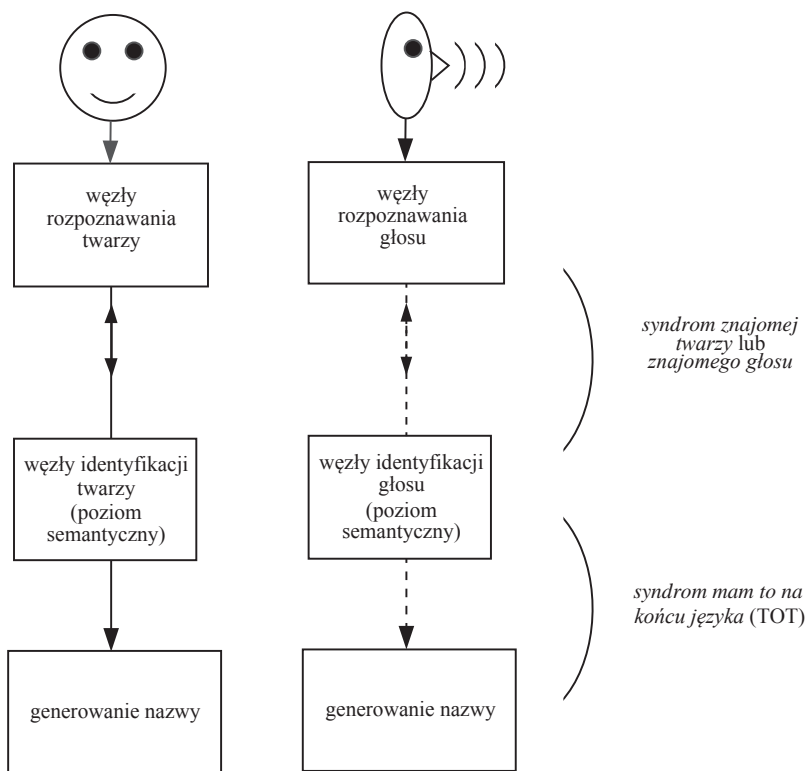 węzły
rozpoznawania
twarzy
węzły
rozpoznawania
głosu
syndrom znajomej
twarzy lub
znajomego głosu
węzły identyfikacji
twarzy
(poziom
semantyczny)
węzły identyfikacji
głosu
(poziom
semantyczny)
syndrom mam to na
końcu języka (TOT)
generowanie nazwy
generowanie nazwy